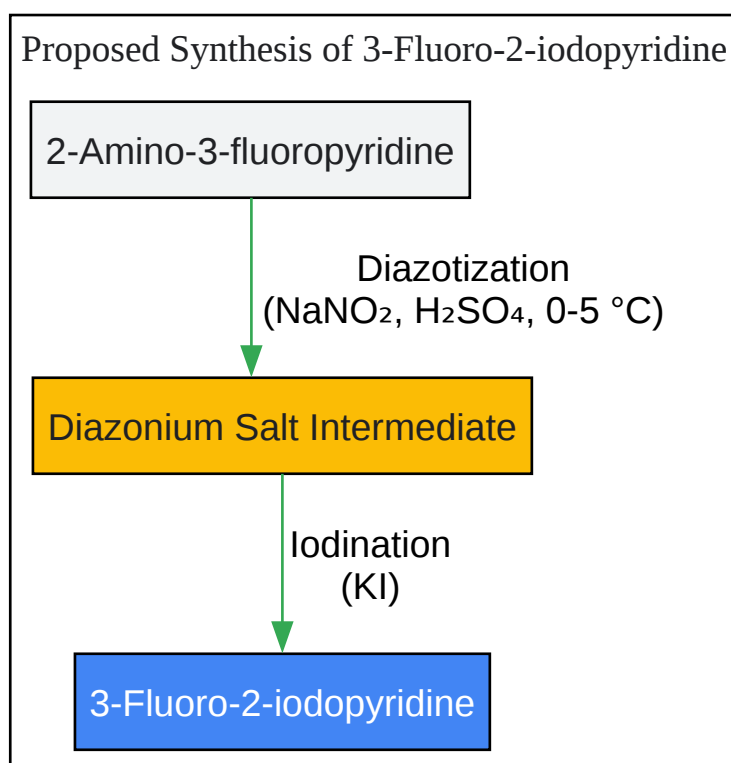 Proposed Synthesis of 3-Fluoro-2-iodopyridine
2-Amino-3-fluoropyridine
Diazotization
(NaNO₂, H₂SO₄, 0-5 °C)
Diazonium Salt Intermediate
Iodination
(KI)
3-Fluoro-2-iodopyridine